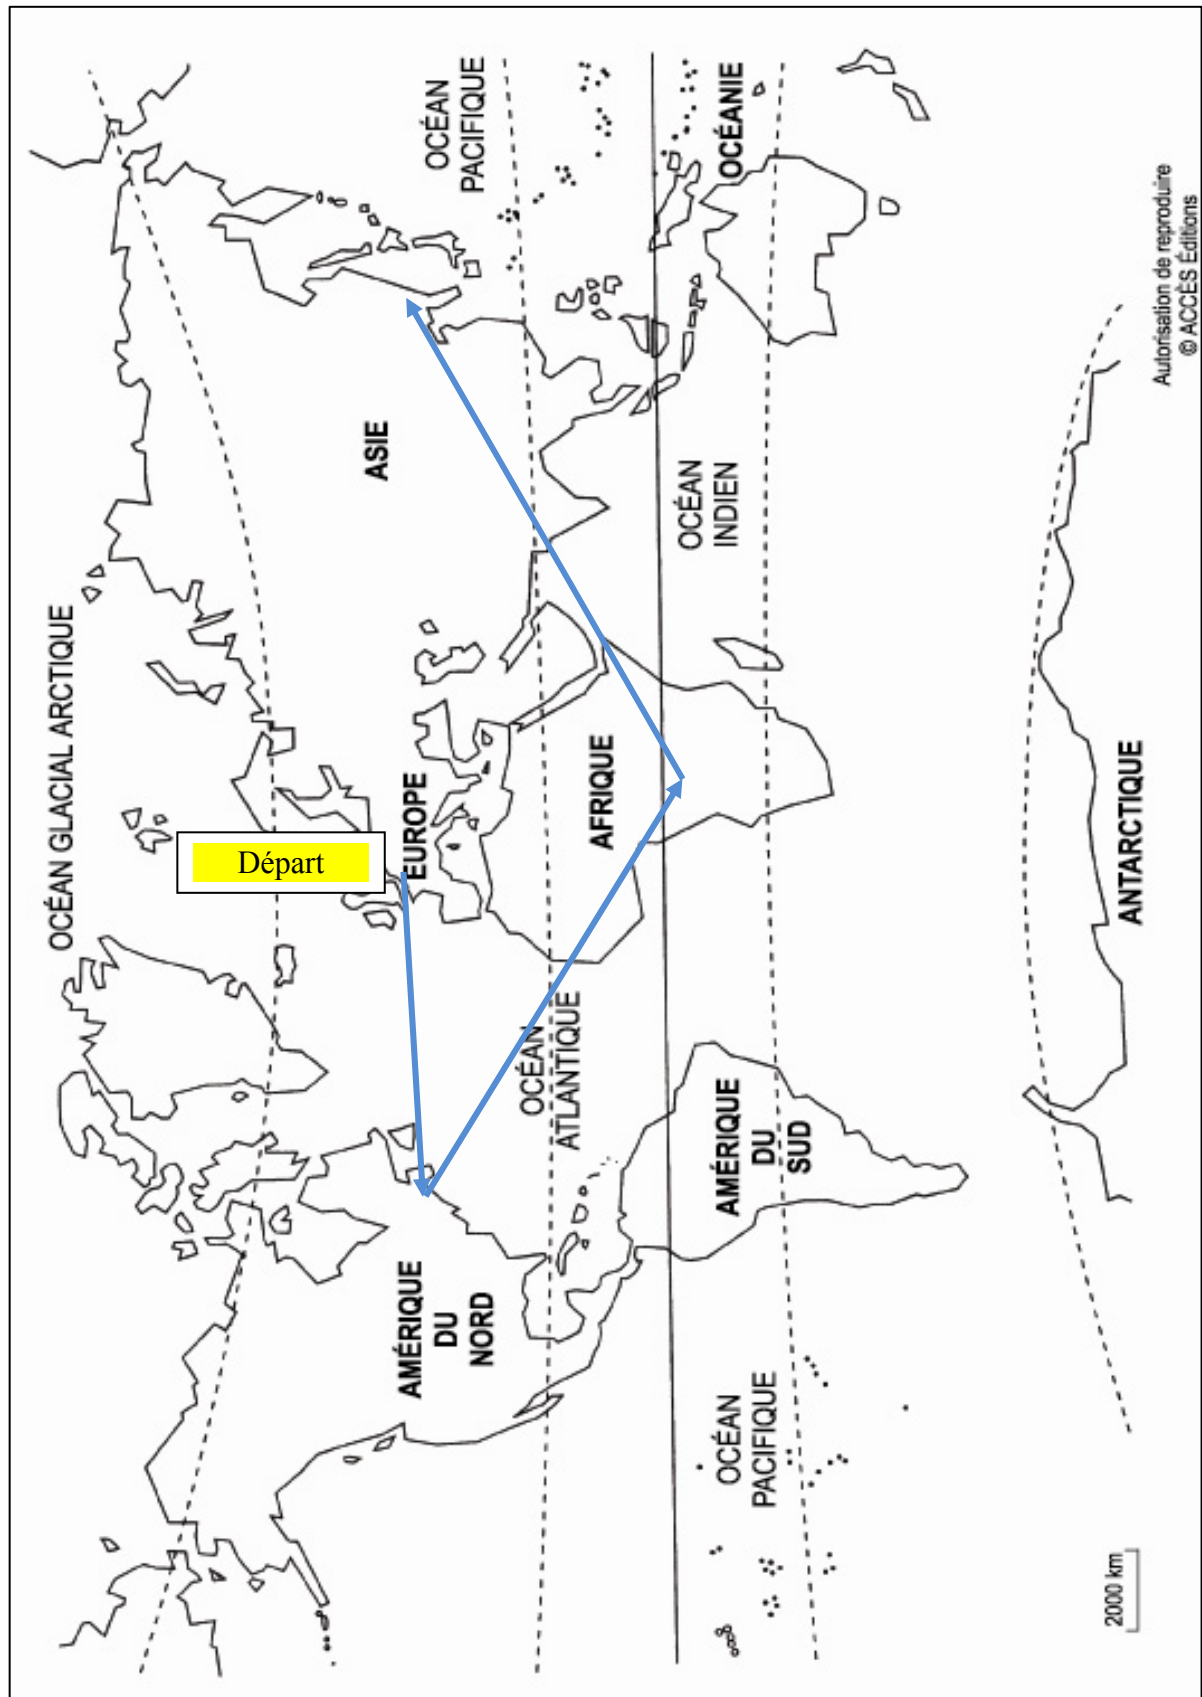 OCÉAN GLACIAL ARCTIQUE
Départ
EUROPE
ASIE
OCÉAN
PACIFIQUE
AMÉRIQUE
DU
NORD
OCÉAN
ATLANTIQUE
AFRIQUE
OCÉAN
INDIEN
OCÉANIE
OCÉAN
PACIFIQUE
AMÉRIQUE
DU
SUD
ANTARCTIQUE
2000 km
Autorisation de reproduire
© ACCÈS Éditions